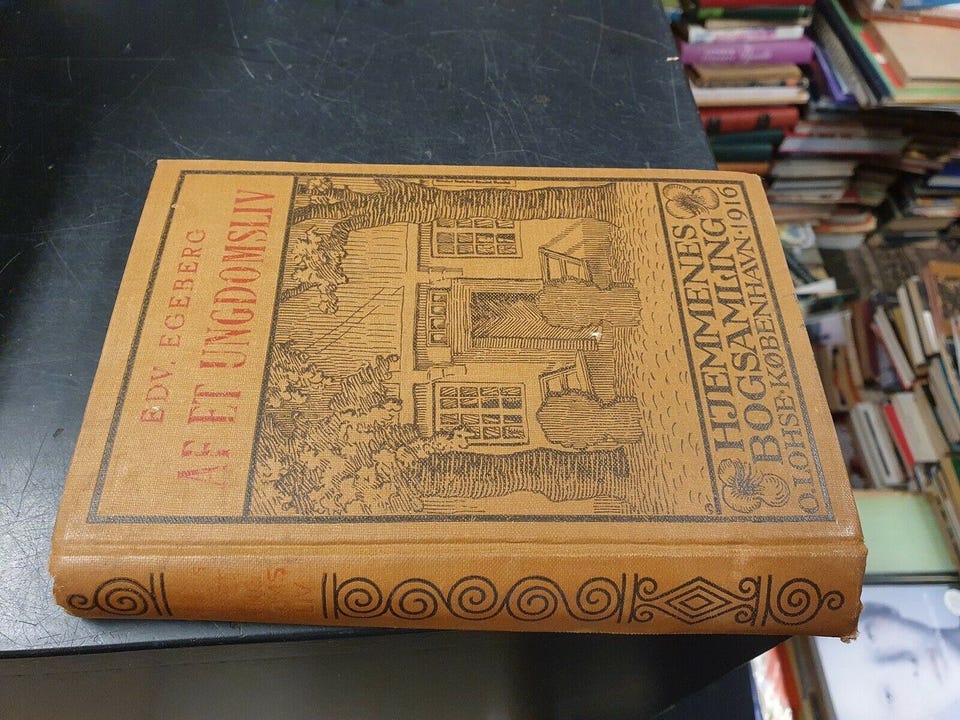 EDV. EGEBERG
AF ET UNGDOMSLIV
HJEMMENES
BOGSAMLING
O. LOHSE · KØBENHAVN · 1916